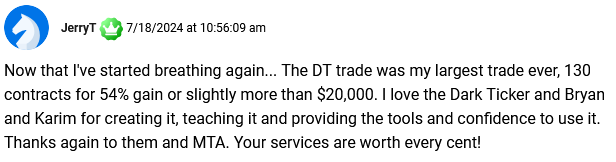 JerryT 7/18/2024 at 10:56:09 am
Now that I've started breathing again... The DT trade was my largest trade ever, 130
contracts for 54% gain or slightly more than $20,000. I love the Dark Ticker and Bryan
and Karim for creating it, teaching it and providing the tools and confidence to use it.
Thanks again to them and MTA. Your services are worth every cent!